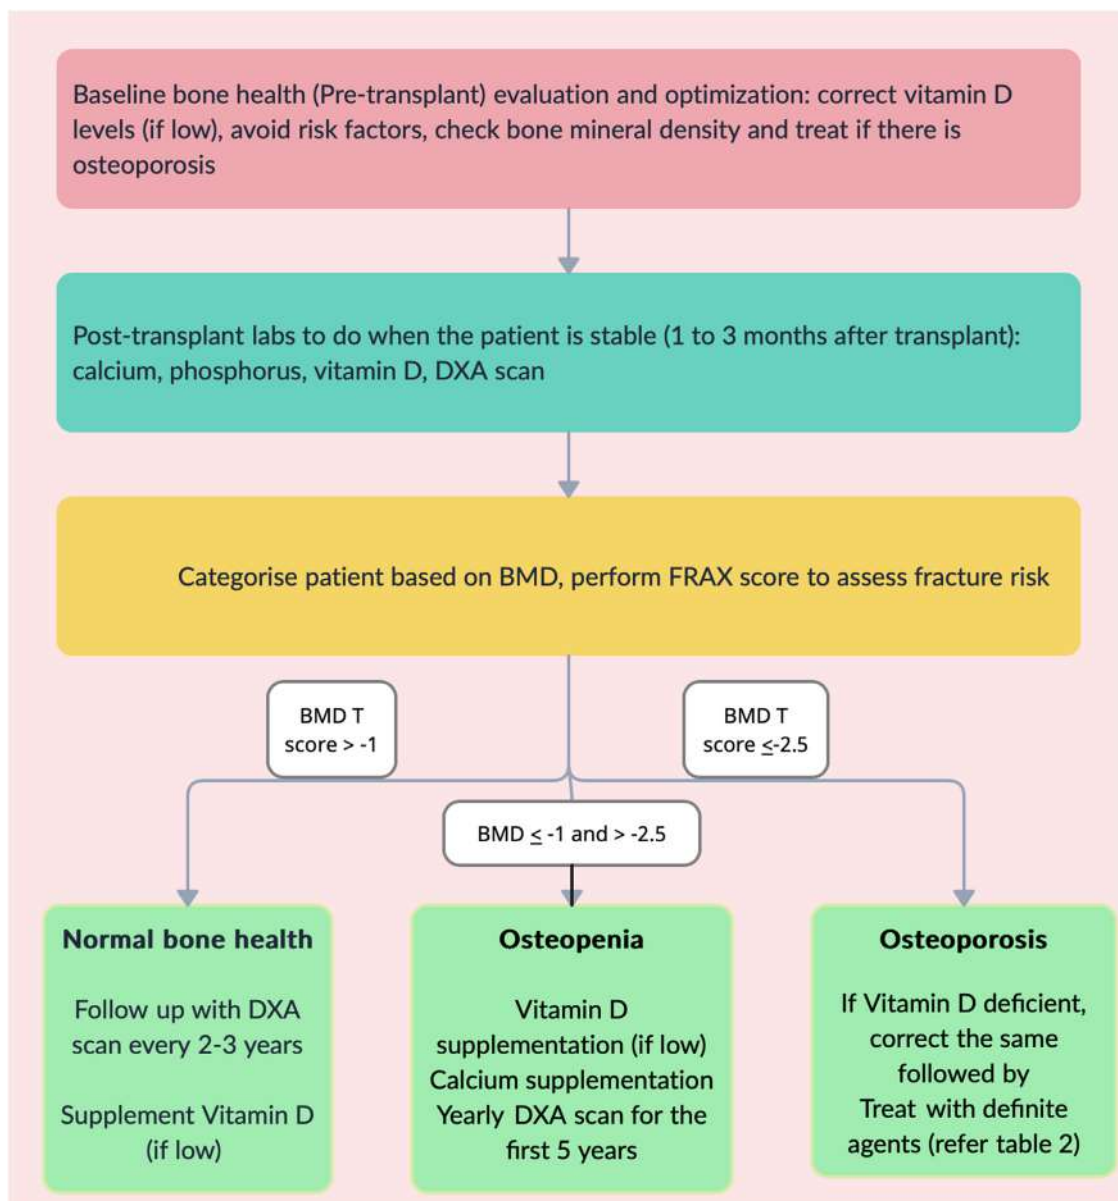 Baseline bone health (Pre-transplant) evaluation and optimization: correct vitamin D
levels (if low), avoid risk factors, check bone mineral density and treat if there is
osteoporosis
Post-transplant labs to do when the patient is stable (1 to 3 months after transplant):
calcium, phosphorus, vitamin D, DXA scan
Categorise patient based on BMD, perform FRAX score to assess fracture risk
BMD T
score > -1
BMD T
score ≤-2.5
BMD ≤ -1 and > -2.5
Normal bone health
Follow up with DXA
scan every 2-3 years
Supplement Vitamin D
(if low)
Osteopenia
Vitamin D
supplementation (if low)
Calcium supplementation
Yearly DXA scan for the
first 5 years
Osteoporosis
If Vitamin D deficient,
correct the same
followed by
Treat with definite
agents (refer table 2)